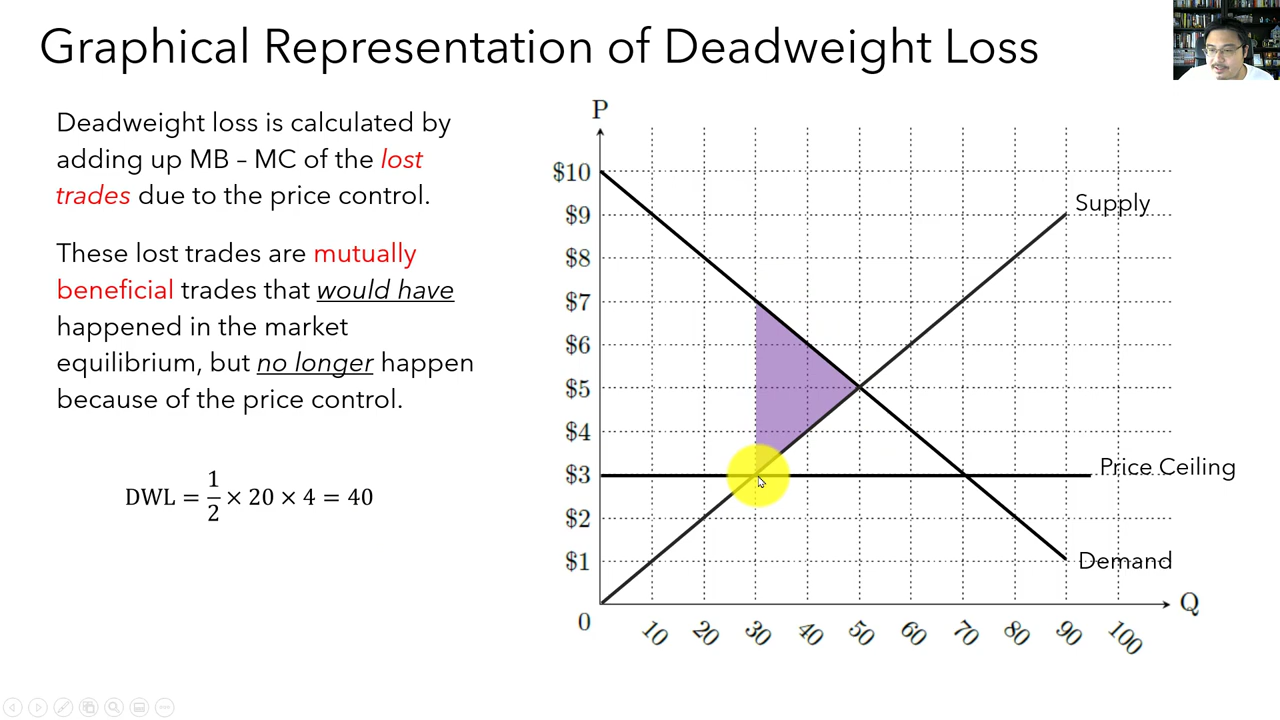 Graphical Representation of Deadweight Loss
Deadweight loss is calculated by
adding up MB – MC of the lost
trades due to the price control.
These lost trades are mutually
beneficial trades that would have
happened in the market
equilibrium, but no longer happen
because of the price control.
DWL = 1/2 × 20 × 4 = 40
P
$10
$9
$8
$7
$6
$5
$4
$3
$2
$1
0
10
20
30
40
50
60
70
80
90
100
Q
Supply
Price Ceiling
Demand